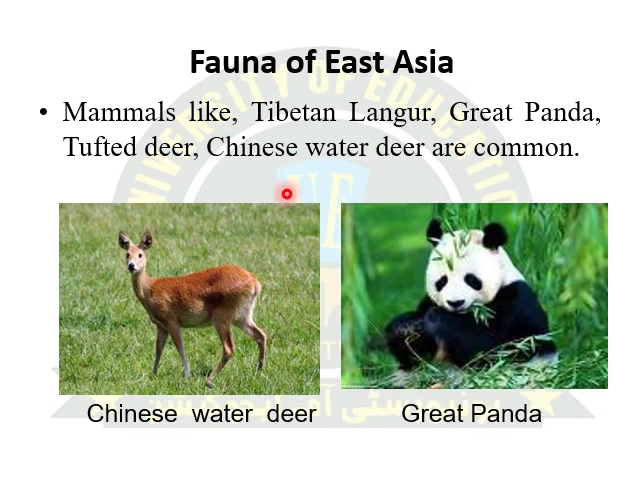 Fauna of East Asia
• Mammals like, Tibetan Langur, Great Panda,
Tufted deer, Chinese water deer are common.
Chinese water deer
Great Panda